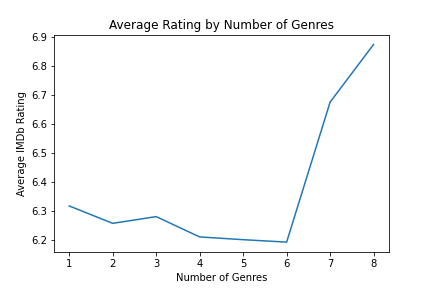 Average Rating by Number of Genres
6.9
6.8
6.7
6.6
6.5
6.4
6.3
6.2
Average IMDb Rating
1 2 3 4 5 6 7 8
Number of Genres